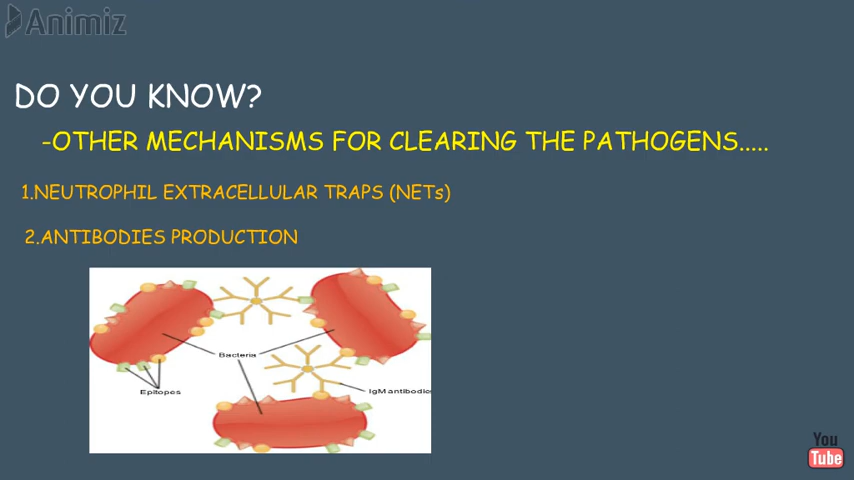 Animiz
DO YOU KNOW?
-OTHER MECHANISMS FOR CLEARING THE PATHOGENS.....
1.NEUTROPHIL EXTRACELLULAR TRAPS (NETs)
2.ANTIBODIES PRODUCTION
Bacteria
Epitopes
IgM antibodies
You
Tube